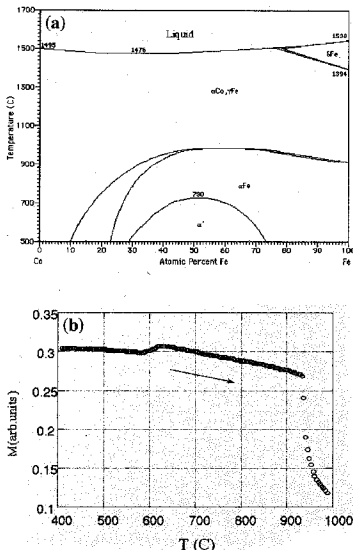 1700
(a)
Liquid
1495
1476
1538
1500
δFe
1394
1300
αCo,γFe
Temperature (C)
1100
900
αFe
730
700
α'
500
0 10 20 30 40 50 60 70 80 90 100
Co Atomic Percent Fe Fe
0.35
(b)
0.3
0.25
M(arb.units)
0.2
0.15
0.1
400 500 600 700 800 900 1000
T (C)